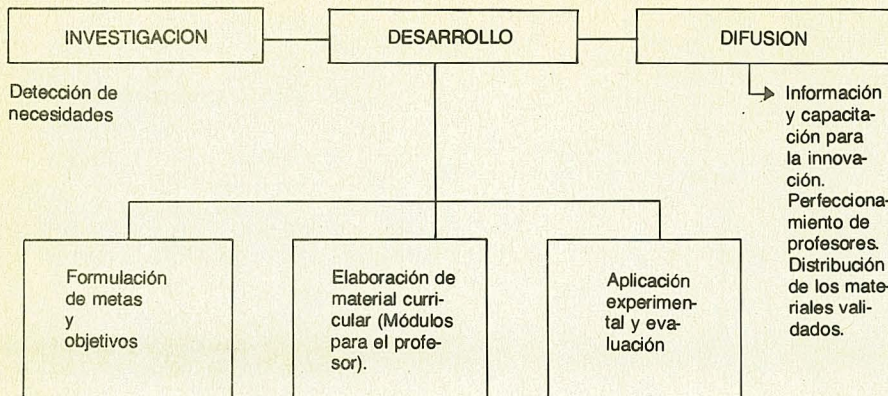 INVESTIGACION
DESARROLLO
DIFUSION
Detección de
necesidades
Información
y capacita-
ción para
la innova-
ción.
Perfecciona-
miento de
profesores.
Distribución
de los mate-
riales vali-
dados.
Formulación
de metas
y
objetivos
Elaboración de
material curri-
cular (Módulos
para el profe-
sor).
Aplicación
experimen-
tal y eva-
luación